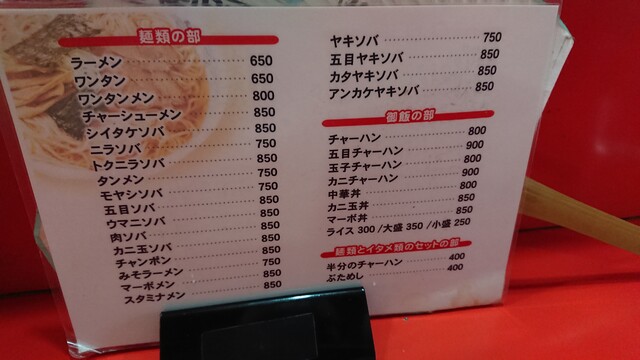 麺類の部
ラーメン 650
ワンタン 650
ワンタンメン 800
チャーシューメン 850
シイタケソバ 850
ニラソバ 750
トクニラソバ 850
タンメン 750
モヤシソバ 750
五目ソバ 850
ウマニソバ 850
肉ソバ 850
カニ玉ソバ 850
チャンポン 750
みそラーメン 850
マーボメン 850
スタミナメン 850
ヤキソバ 750
五目ヤキソバ 850
カタヤキソバ 850
アンカケヤキソバ 850
御飯の部
チャーハン 800
五目チャーハン 900
玉子チャーハン 800
カニチャーハン 900
中華丼 800
カニ玉丼 850
マーボ丼 850
ライス 300 /大盛 350 /小盛 250
麺類とイタメ類のセットの部
半分のチャーハン 400
ぶためし 400